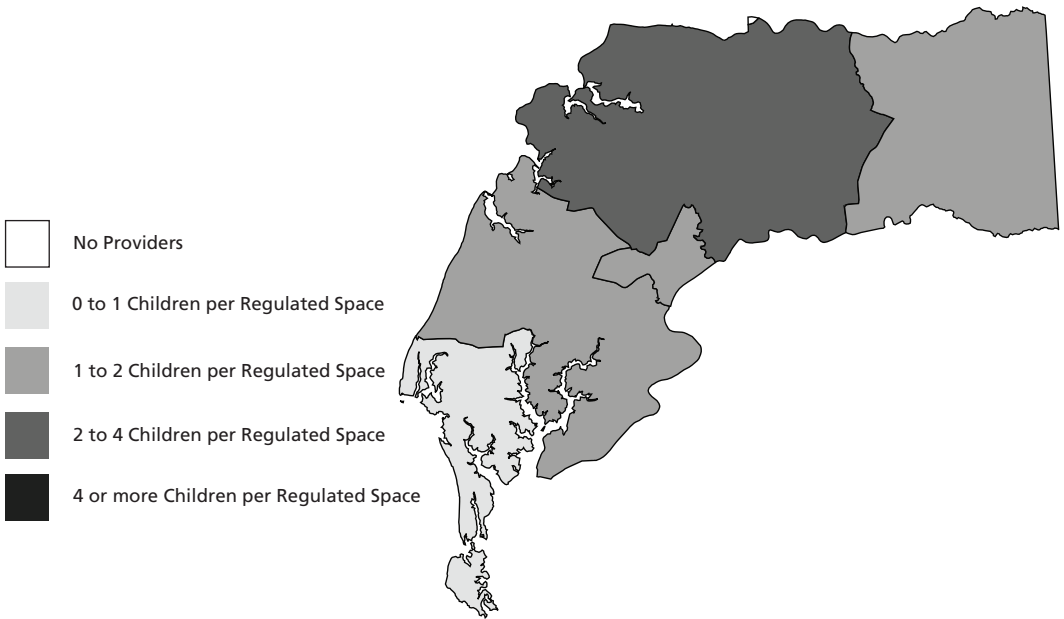 No Providers
0 to 1 Children per Regulated Space
1 to 2 Children per Regulated Space
2 to 4 Children per Regulated Space
4 or more Children per Regulated Space